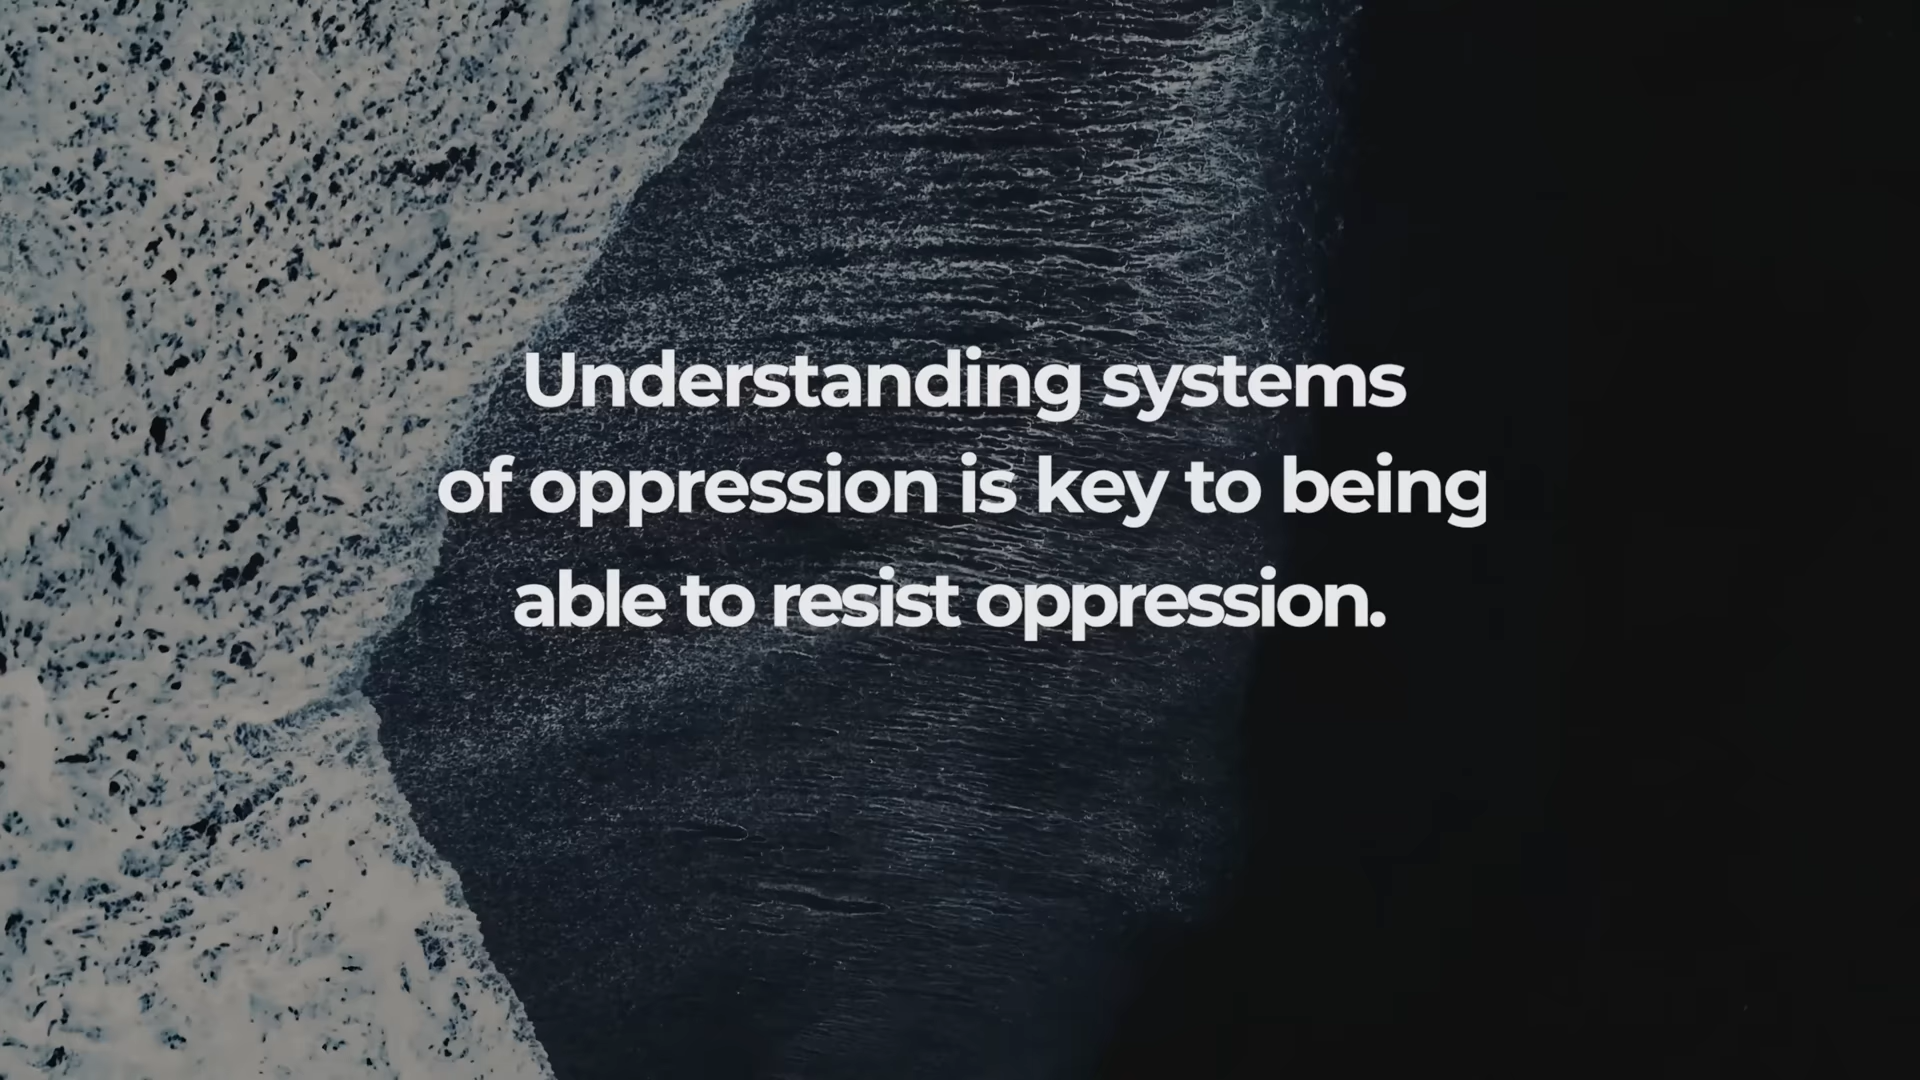 Understanding systems
of oppression is key to being
able to resist oppression.